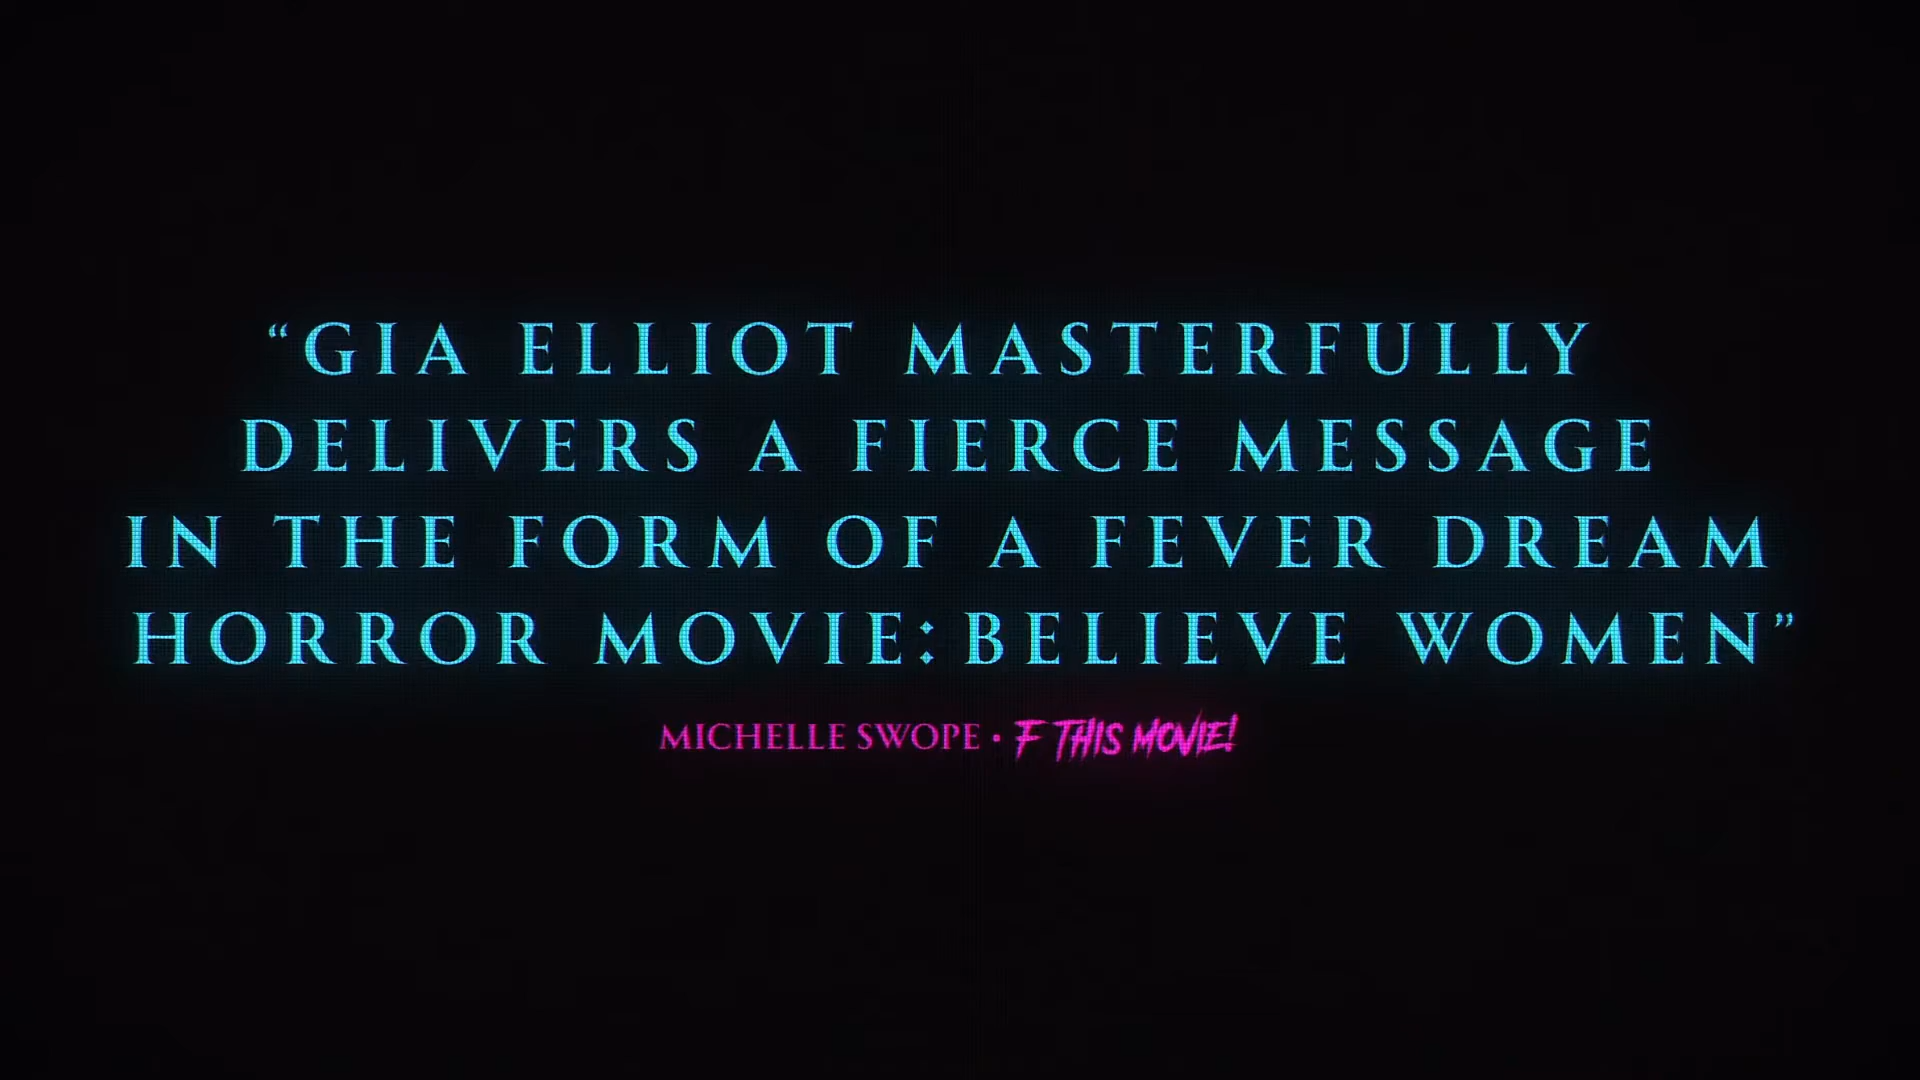 “GIA ELLIOT MASTERFULLY
DELIVERS A FIERCE MESSAGE
IN THE FORM OF A FEVER DREAM
HORROR MOVIE: BELIEVE WOMEN”
MICHELLE SWOPE • F THIS MOVIE!